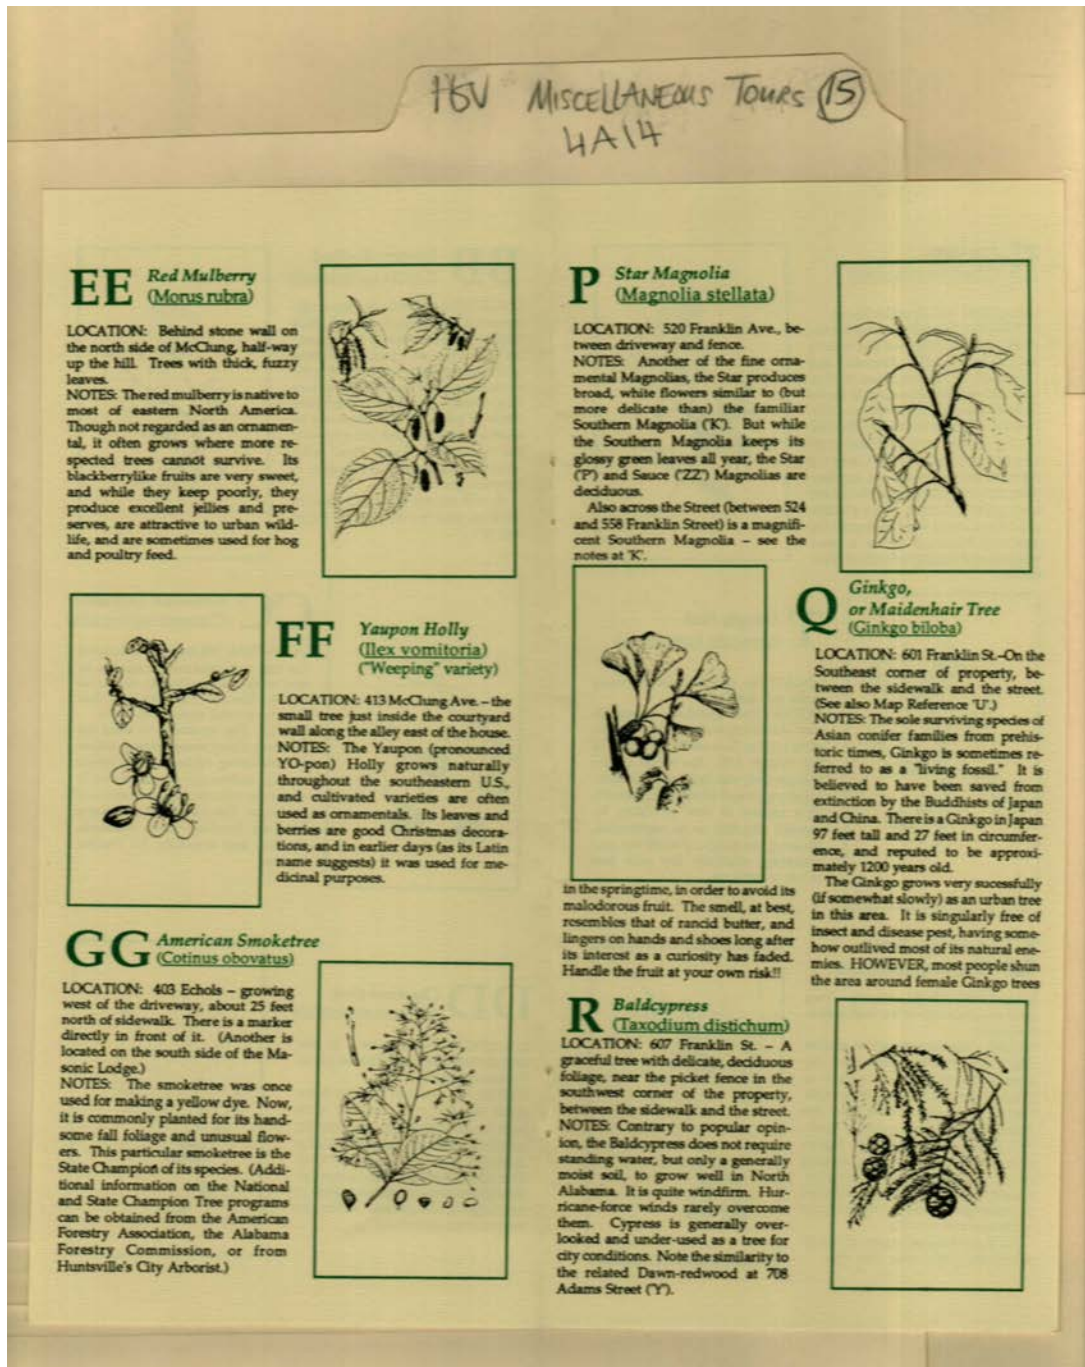 HSV MISCELLANEOUS TOURS 15
4A14
EE Red Mulberry
(Morus rubra)
LOCATION: Behind stone wall on
the north side of McClung, half-way
up the hill. Trees with thick, fuzzy
leaves.
NOTES: The red mulberry is native to
most of eastern North America.
Though not regarded as an ornamen-
tal, it often grows where more re-
spected trees cannot survive. Its
blackberrylike fruits are very sweet,
and while they keep poorly, they
produce excellent jellies and pre-
serves, are attractive to urban wild-
life, and are sometimes used for hog
and poultry feed.
FF Yaupon Holly
(Ilex vomitoria)
("Weeping" variety)
LOCATION: 413 McClung Ave. – the
small tree just inside the courtyard
wall along the alley east of the house.
NOTES: The Yaupon (pronounced
YO-pon) Holly grows naturally
throughout the southeastern U.S.,
and cultivated varieties are often
used as ornamentals. Its leaves and
berries are good Christmas decora-
tions, and in earlier days (as its Latin
name suggests) it was used for me-
dicinal purposes.
GG American Smoketree
(Cotinus obovatus)
LOCATION: 403 Echols – growing
west of the driveway, about 25 feet
north of sidewalk. There is a marker
directly in front of it. (Another is
located on the south side of the Ma-
sonic Lodge.)
NOTES: The smoketree was once
used for making a yellow dye. Now,
it is commonly planted for its hand-
some fall foliage and unusual flow-
ers. This particular smoketree is the
State Champion of its species. (Addi-
tional information on the National
and State Champion Tree programs
can be obtained from the American
Forestry Association, the Alabama
Forestry Commission, or from
Huntsville's City Arborist.)
P Star Magnolia
(Magnolia stellata)
LOCATION: 520 Franklin Ave., be-
tween driveway and fence.
NOTES: Another of the fine orna-
mental Magnolias, the Star produces
broad, white flowers similar to (but
more delicate than) the familiar
Southern Magnolia ('K'). But while
the Southern Magnolia keeps its
glossy green leaves all year, the Star
('P') and Sauce ('ZZ') Magnolias are
deciduous.
Also across the Street (between 524
and 558 Franklin Street) is a magnifi-
cent Southern Magnolia – see the
notes at 'K'.
Q Ginkgo,
or Maidenhair Tree
(Ginkgo biloba)
LOCATION: 601 Franklin St.–On the
Southeast corner of property, be-
tween the sidewalk and the street.
(See also Map Reference 'U'.)
NOTES: The sole surviving species of
Asian conifer families from prehis-
toric times, Ginkgo is sometimes re-
ferred to as a "living fossil." It is
believed to have been saved from
extinction by the Buddhists of Japan
and China. There is a Ginkgo in Japan
97 feet tall and 27 feet in circumfer-
ence, and reputed to be approxi-
mately 1200 years old.
The Ginkgo grows very sucessfully
(if somewhat slowly) as an urban tree
in this area. It is singularly free of
insect and disease pest, having some-
how outlived most of its natural ene-
mies. HOWEVER, most people shun
the area around female Ginkgo trees
in the springtime, in order to avoid its
malodorous fruit. The smell, at best,
resembles that of rancid butter, and
lingers on hands and shoes long after
its interest as a curiosity has faded.
Handle the fruit at your own risk!!
R Baldcypress
(Taxodium distichum)
LOCATION: 607 Franklin St. – A
graceful tree with delicate, deciduous
foliage, near the picket fence in the
southwest corner of the property,
between the sidewalk and the street.
NOTES: Contrary to popular opin-
ion, the Baldcypress does not require
standing water, but only a generally
moist soil, to grow well in North
Alabama. It is quite windfirm. Hur-
ricane-force winds rarely overcome
them. Cypress is generally over-
looked and under-used as a tree for
city conditions. Note the similarity to
the related Dawn-redwood at 708
Adams Street ('Y').